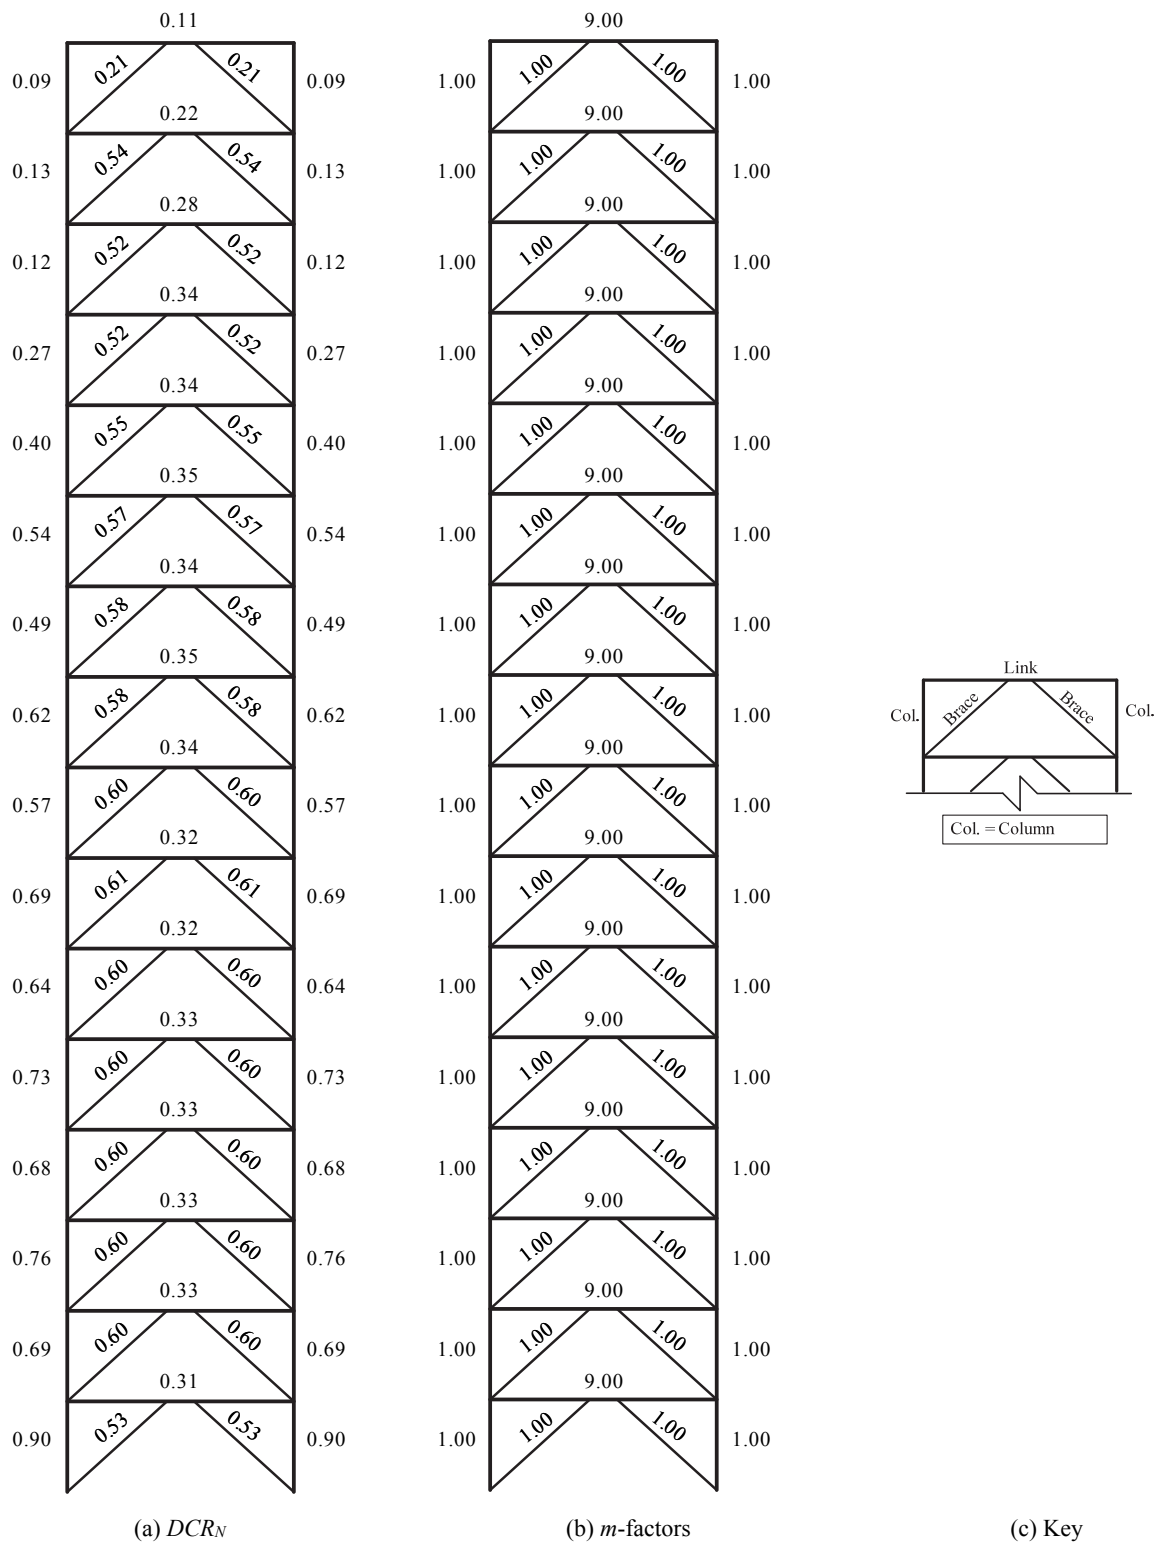 0.11
0.09 0.21 0.21 0.09
0.22
0.13 0.54 0.54 0.13
0.28
0.12 0.52 0.52 0.12
0.34
0.27 0.52 0.52 0.27
0.34
0.40 0.55 0.55 0.40
0.35
0.54 0.57 0.57 0.54
0.34
0.49 0.58 0.58 0.49
0.35
0.62 0.58 0.58 0.62
0.34
0.57 0.60 0.60 0.57
0.32
0.69 0.61 0.61 0.69
0.32
0.64 0.60 0.60 0.64
0.33
0.73 0.60 0.60 0.73
0.33
0.68 0.60 0.60 0.68
0.33
0.76 0.60 0.60 0.76
0.33
0.69 0.60 0.60 0.69
0.31
0.90 0.53 0.53 0.90
(a) DCRN
9.00
1.00 1.00 1.00 1.00
9.00
1.00 1.00 1.00 1.00
9.00
1.00 1.00 1.00 1.00
9.00
1.00 1.00 1.00 1.00
9.00
1.00 1.00 1.00 1.00
9.00
1.00 1.00 1.00 1.00
9.00
1.00 1.00 1.00 1.00
9.00
1.00 1.00 1.00 1.00
9.00
1.00 1.00 1.00 1.00
9.00
1.00 1.00 1.00 1.00
9.00
1.00 1.00 1.00 1.00
9.00
1.00 1.00 1.00 1.00
9.00
1.00 1.00 1.00 1.00
9.00
1.00 1.00 1.00 1.00
9.00
1.00 1.00 1.00 1.00
9.00
1.00 1.00 1.00 1.00
(b) m-factors
Link
Col. Brace Brace Col.
Col. = Column
(c) Key